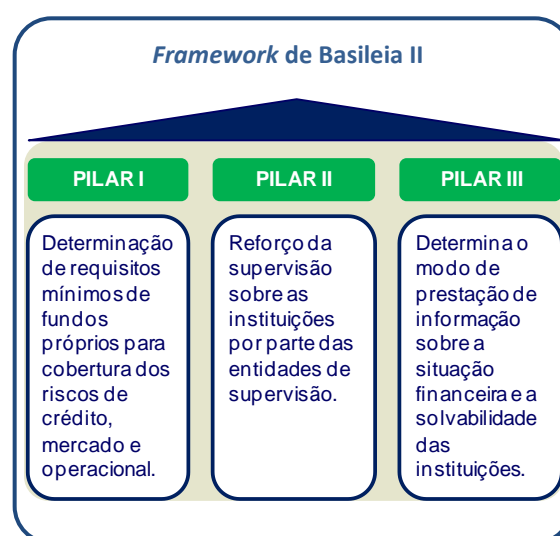 Framework de Basileia II
PILAR I
PILAR II
PILAR III
Determinação
de requisitos
mínimos de
fundos
próprios para
cobertura dos
riscos de
crédito,
mercado e
operacional.
Reforço da
supervisão
sobre as
instituições
por parte das
entidades de
supervisão.
Determina o
modo de
prestação de
informação
sobre a
situação
financeira e a
solvabilidade
das
instituições.